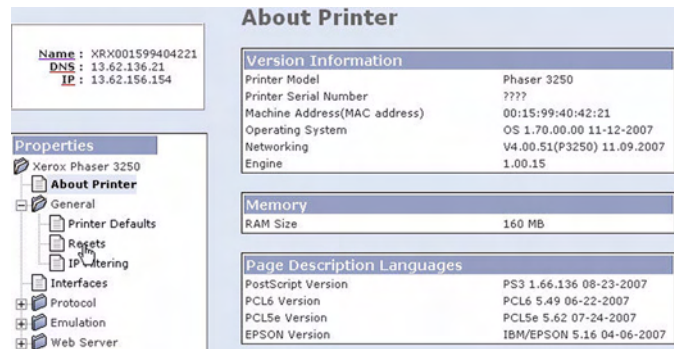 About Printer
Name : XRX001599404221
DNS : 13.62.136.21
IP : 13.62.156.154
Version Information
Printer Model Phaser 3250
Printer Serial Number ????
Machine Address(MAC address) 00:15:99:40:42:21
Operating System OS 1.70.00.00 11-12-2007
Networking V4.00.51(P3250) 11.09.2007
Engine 1.00.15
Properties
Xerox Phaser 3250
About Printer
General
Printer Defaults
Resets
IP Filtering
Interfaces
Protocol
Emulation
Web Server
Memory
RAM Size 160 MB
Page Description Languages
PostScript Version PS3 1.66.136 08-23-2007
PCL6 Version PCL6 5.49 06-22-2007
PCL5e Version PCL5e 5.62 07-24-2007
EPSON Version IBM/EPSON 5.16 04-06-2007